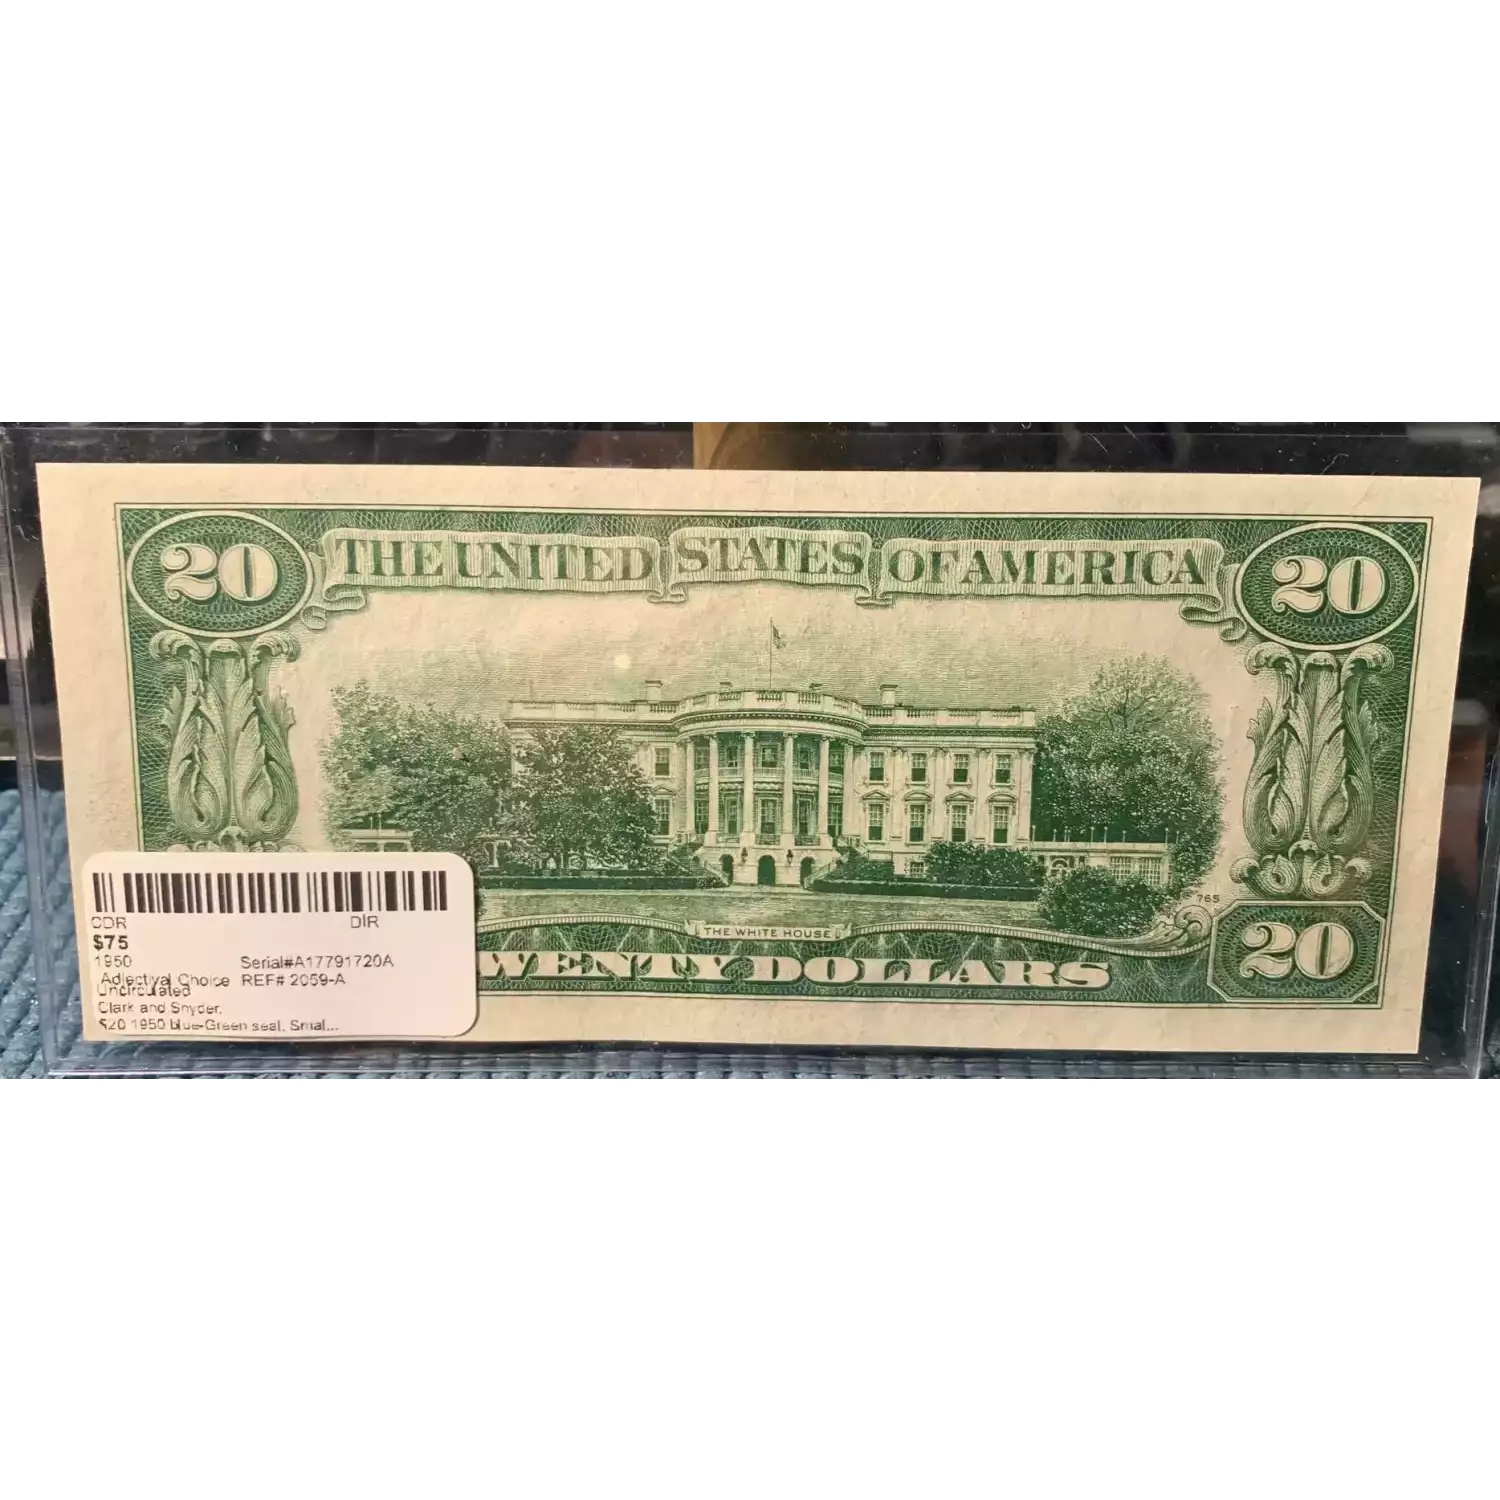 20 THE UNITED STATES OF AMERICA 20
765
THE WHITE HOUSE
WENTY DOLLARS 20
CDR DIR
$75
1950 Serial#A17791720A
Adjectival Choice REF# 2059-A
Uncirculated
Clark and Snyder.
$20 1950 blue-Green seal, Smal...